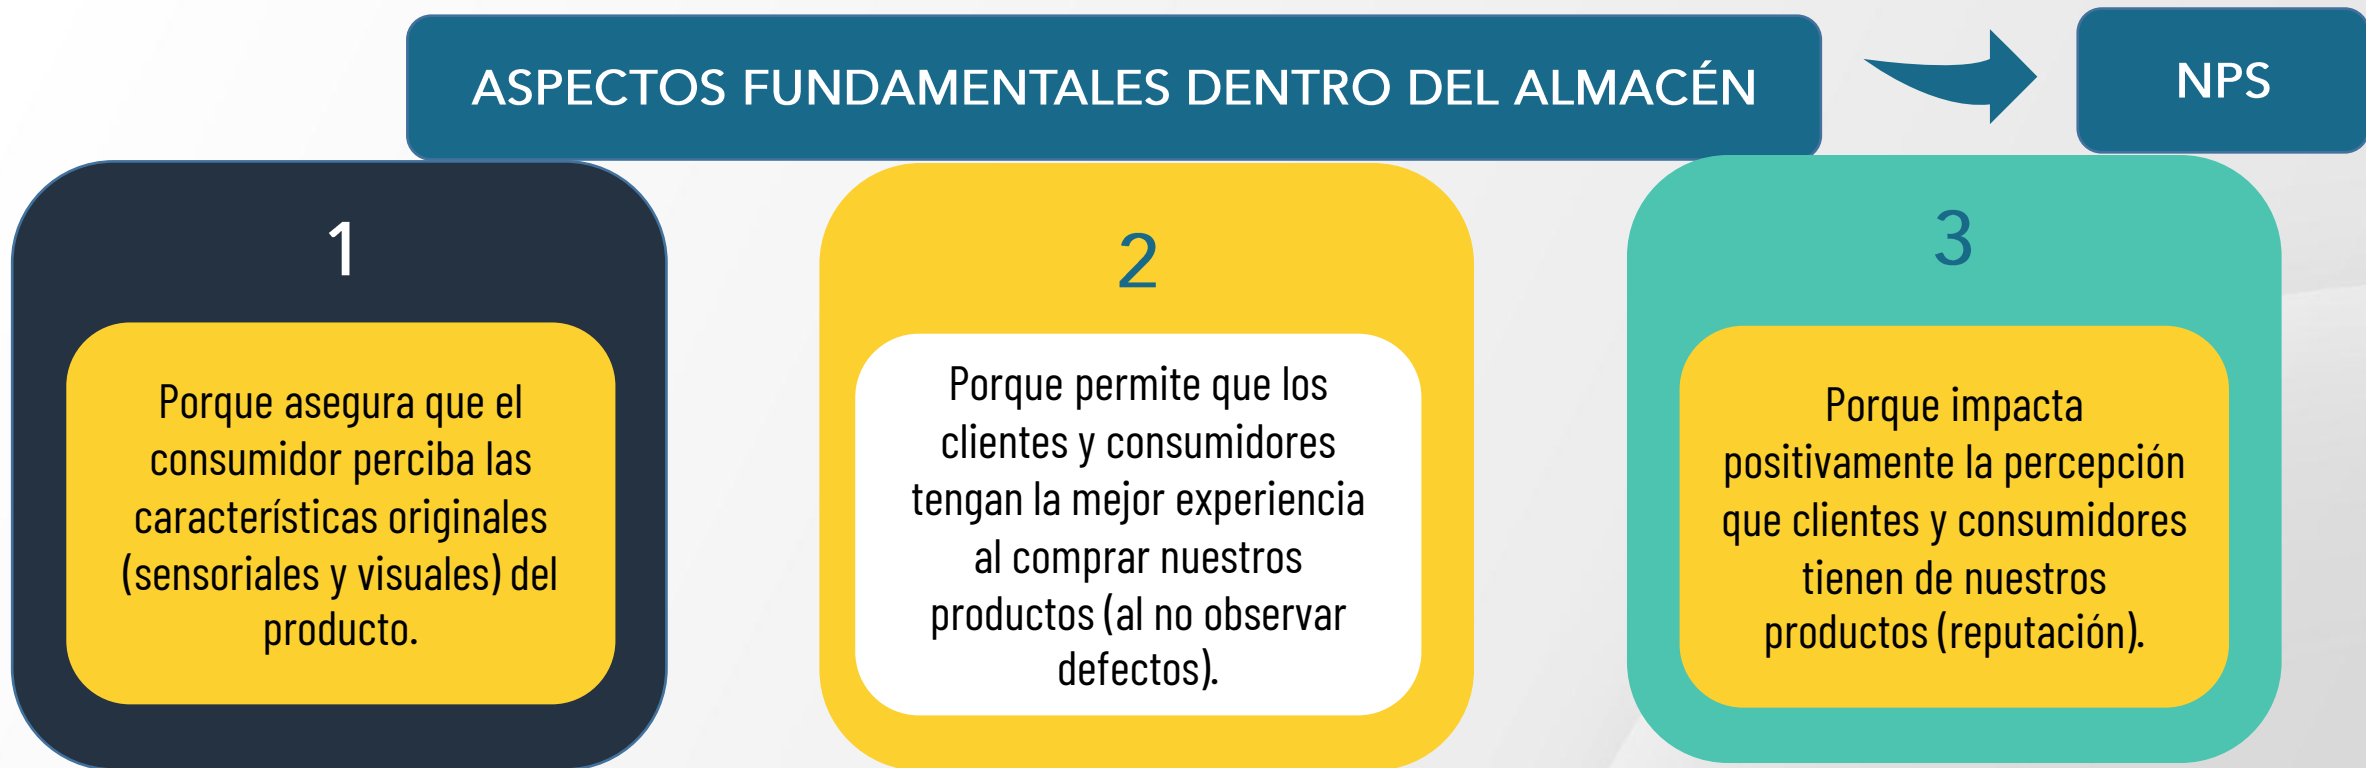 ASPECTOS FUNDAMENTALES DENTRO DEL ALMACÉN
NPS
1
Porque asegura que el
consumidor perciba las
características originales
(sensoriales y visuales) del
producto.
2
Porque permite que los
clientes y consumidores
tengan la mejor experiencia
al comprar nuestros
productos (al no observar
defectos).
3
Porque impacta
positivamente la percepción
que clientes y consumidores
tienen de nuestros
productos (reputación).